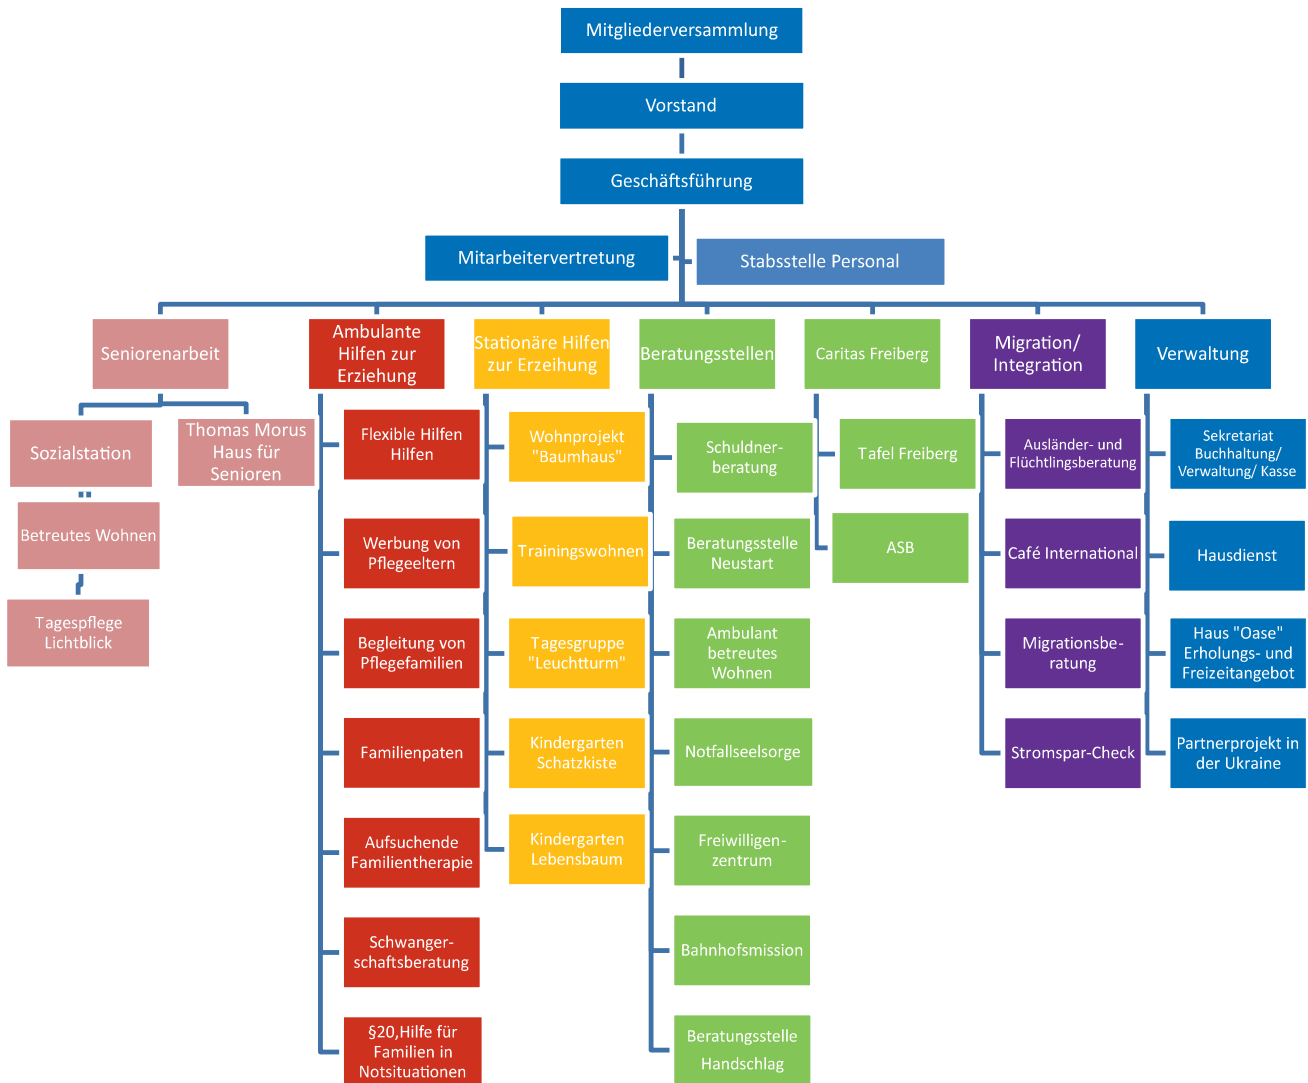 Mitgliederversammlung
Vorstand
Geschäftsführung
Mitarbeitervertretung
Stabsstelle Personal
Seniorenarbeit
Sozialstation
Betreutes Wohnen
Tagespflege
Lichtblick
Thomas Morus
Haus für
Senioren
Ambulante
Hilfen zur
Erziehung
Flexible Hilfen
Hilfen
Werbung von
Pflegeeltern
Begleitung von
Pflegefamilien
Familienpaten
Aufsuchende
Familientherapie
Schwanger-
schaftsberatung
§20,Hilfe für
Familien in
Notsituationen
Stationäre Hilfen
zur Erzeihung
Wohnprojekt
"Baumhaus"
Trainingswohnen
Tagesgruppe
"Leuchtturm"
Kindergarten
Schatzkiste
Kindergarten
Lebensbaum
Beratungsstellen
Schuldner-
beratung
Beratungsstelle
Neustart
Ambulant
betreutes
Wohnen
Notfallseelsorge
Freiwilligen-
zentrum
Bahnhofsmission
Beratungsstelle
Handschlag
Caritas Freiberg
Tafel Freiberg
ASB
Migration/
Integration
Ausländer- und
Flüchtlingsberatung
Café International
Migrationsbe-
ratung
Stromspar-Check
Verwaltung
Sekretariat
Buchhaltung/
Verwaltung/ Kasse
Hausdienst
Haus "Oase"
Erholungs- und
Freizeitangebot
Partnerprojekt in
der Ukraine